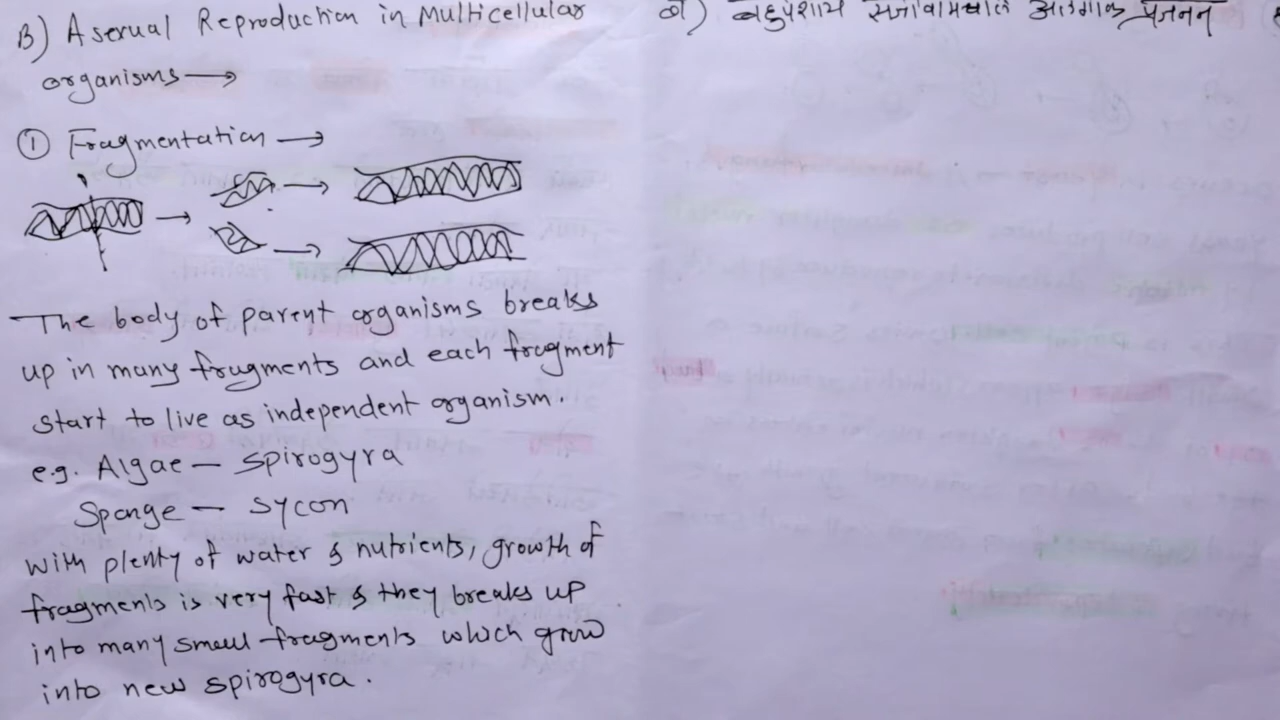 B) Asexual Reproduction in Multicellular
organisms →
① Fragmentation →
The body of parent organisms breaks
up in many fragments and each fragment
start to live as independent organism.
e.g. Algae — spirogyra
Sponge — sycon
with plenty of water & nutrients, growth of
fragments is very fast & they breaks up
into many small fragments which grow
into new spirogyra.
ब) प्रजनन